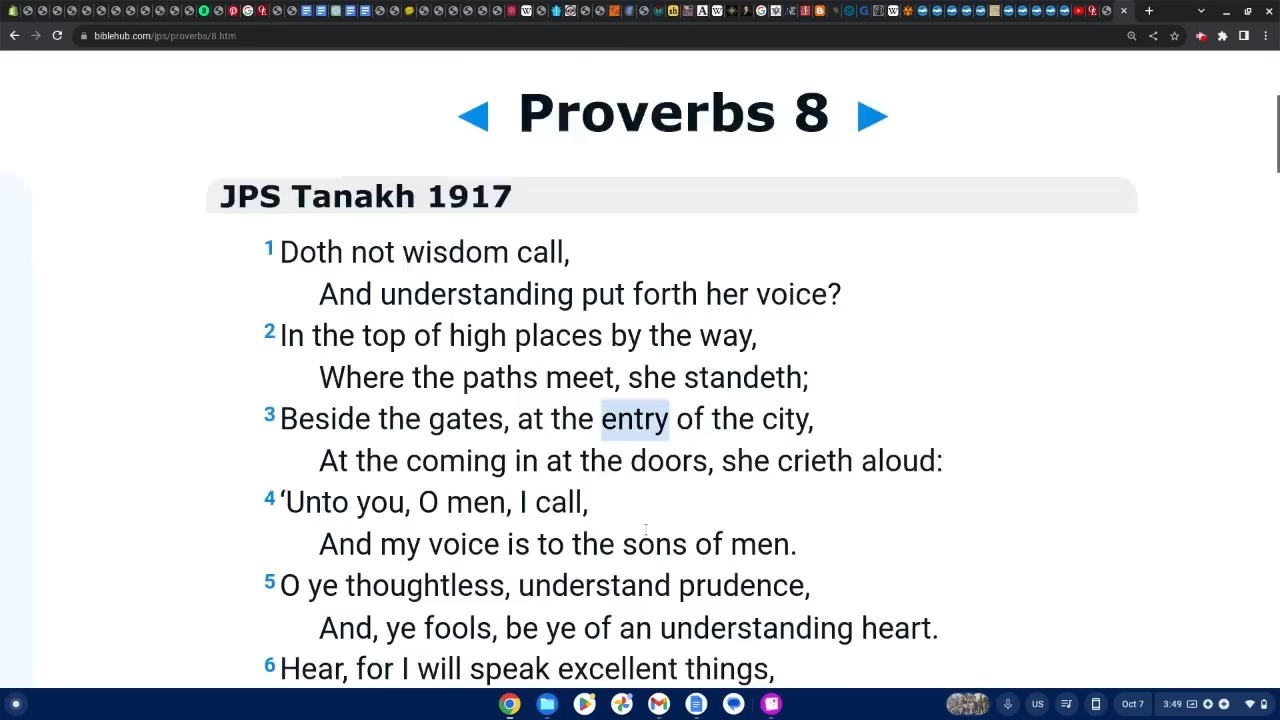 biblehub.com/jps/proverbs/8.htm
Proverbs 8
JPS Tanakh 1917
1 Doth not wisdom call,
And understanding put forth her voice?
2 In the top of high places by the way,
Where the paths meet, she standeth;
3 Beside the gates, at the entry of the city,
At the coming in at the doors, she crieth aloud:
4 ‘Unto you, O men, I call,
And my voice is to the sons of men.
5 O ye thoughtless, understand prudence,
And, ye fools, be ye of an understanding heart.
6 Hear, for I will speak excellent things,
US
Oct 7
3:49